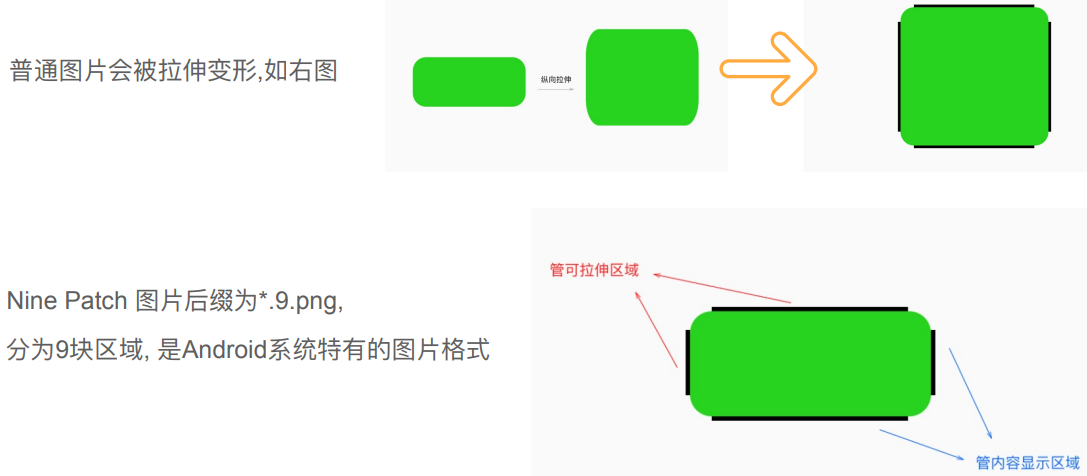 普通图片会被拉伸变形,如右图
纵向拉伸
管可拉伸区域
Nine Patch 图片后缀为*.9.png,
分为9块区域, 是Android系统特有的图片格式
管内容显示区域